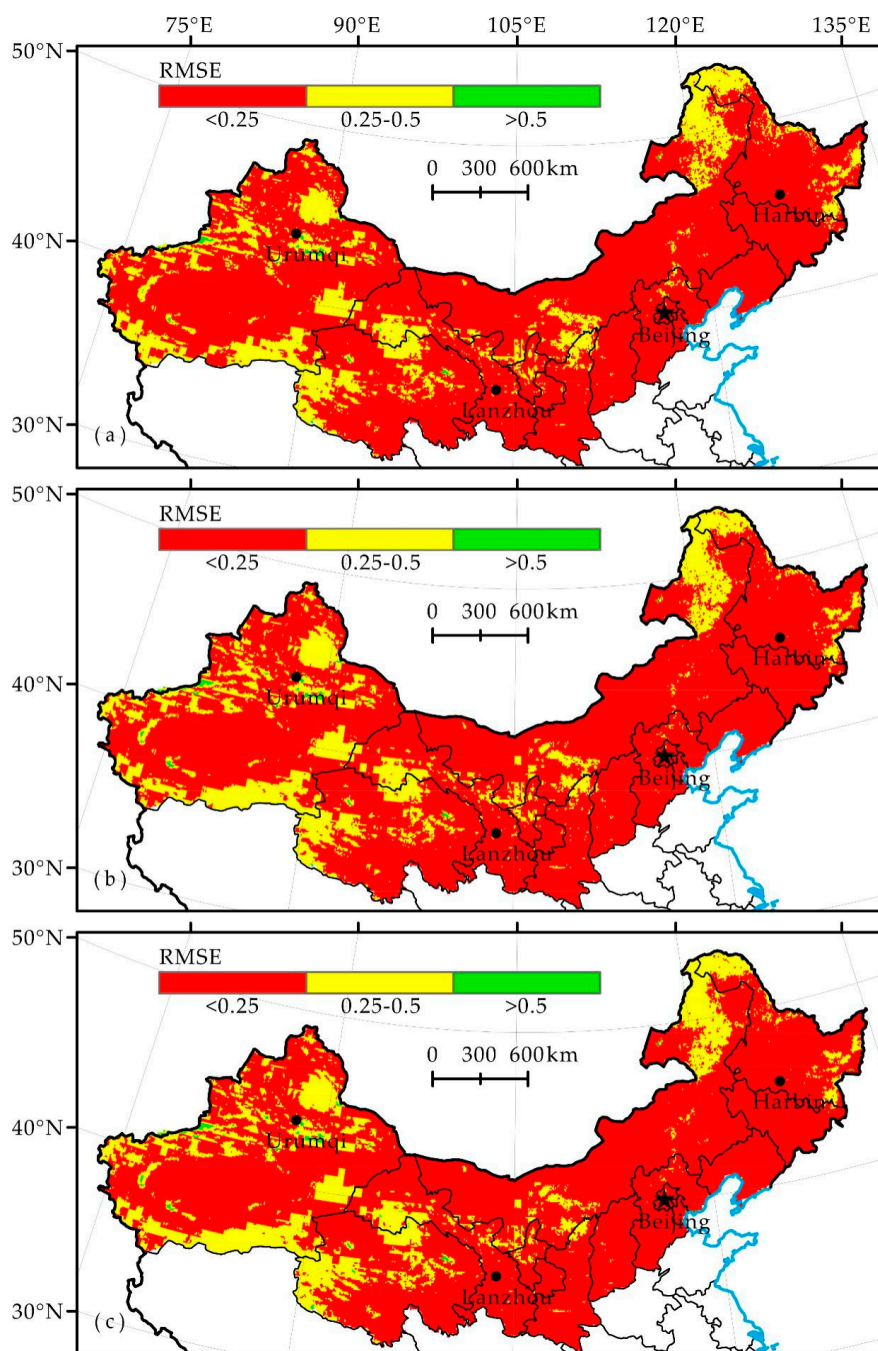 75°E 90°E 105°E 120°E 135°E
50°N
RMSE
<0.25 0.25-0.5 >0.5
0 300 600km
Harbin
40°N
Urumqi
Beijing
Lanzhou
30°N
(a)
50°N
RMSE
<0.25 0.25-0.5 >0.5
0 300 600km
Harbin
40°N
Urumqi
Beijing
Lanzhou
30°N
(b)
50°N
RMSE
<0.25 0.25-0.5 >0.5
0 300 600km
Harbin
40°N
Urumqi
Beijing
Lanzhou
30°N
(c)